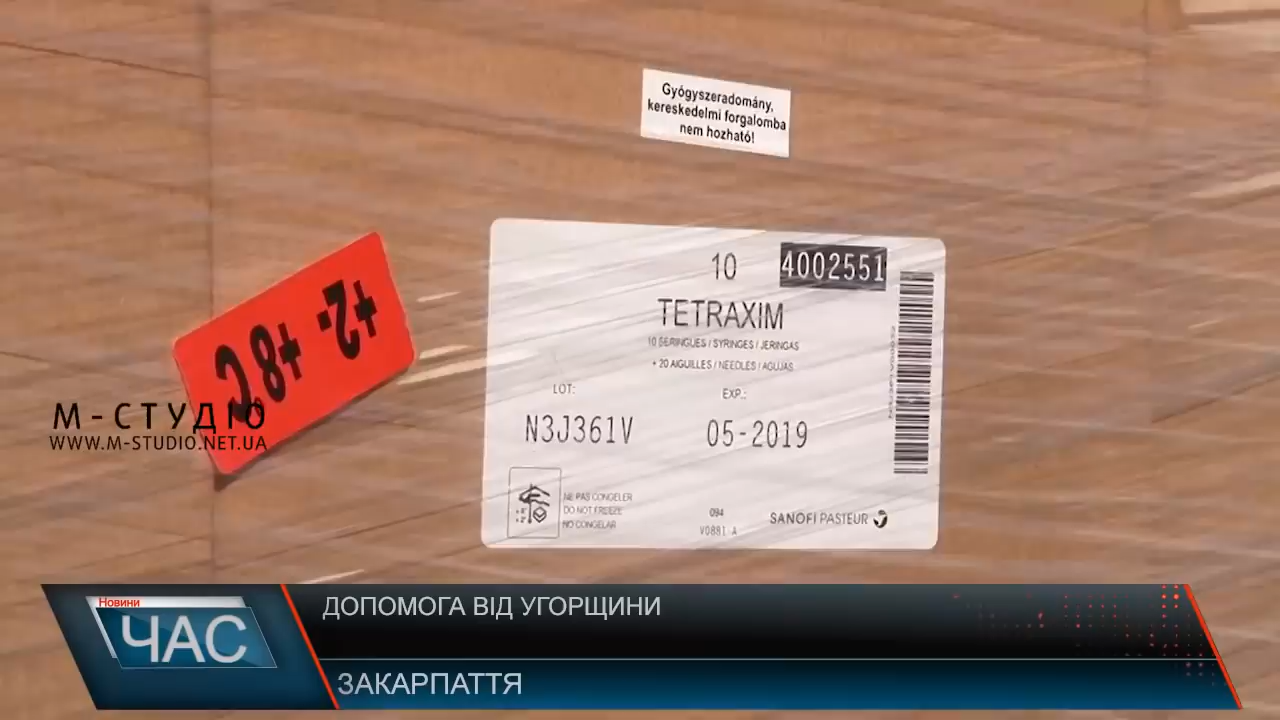 Gyógyszeradomány,
kereskedelmi forgalomba
nem hozható!
10 4002551
TETRAXIM
10 SERINGUES / SYRINGES / JERINGAS
+ 20 AIGUILLES / NEEDLES / AGUJAS
LOT: EXP.:
N3J361V 05-2019
NE PAS CONGELER
DO NOT FREEZE
NO CONGELAR
094
V0881 A
SANOFI PASTEUR
+2- +8°C
М-СТУДІО
WWW.M-STUDIO.NET.UA
Новини
ЧАС
ДОПОМОГА ВІД УГОРЩИНИ
ЗАКАРПАТТЯ